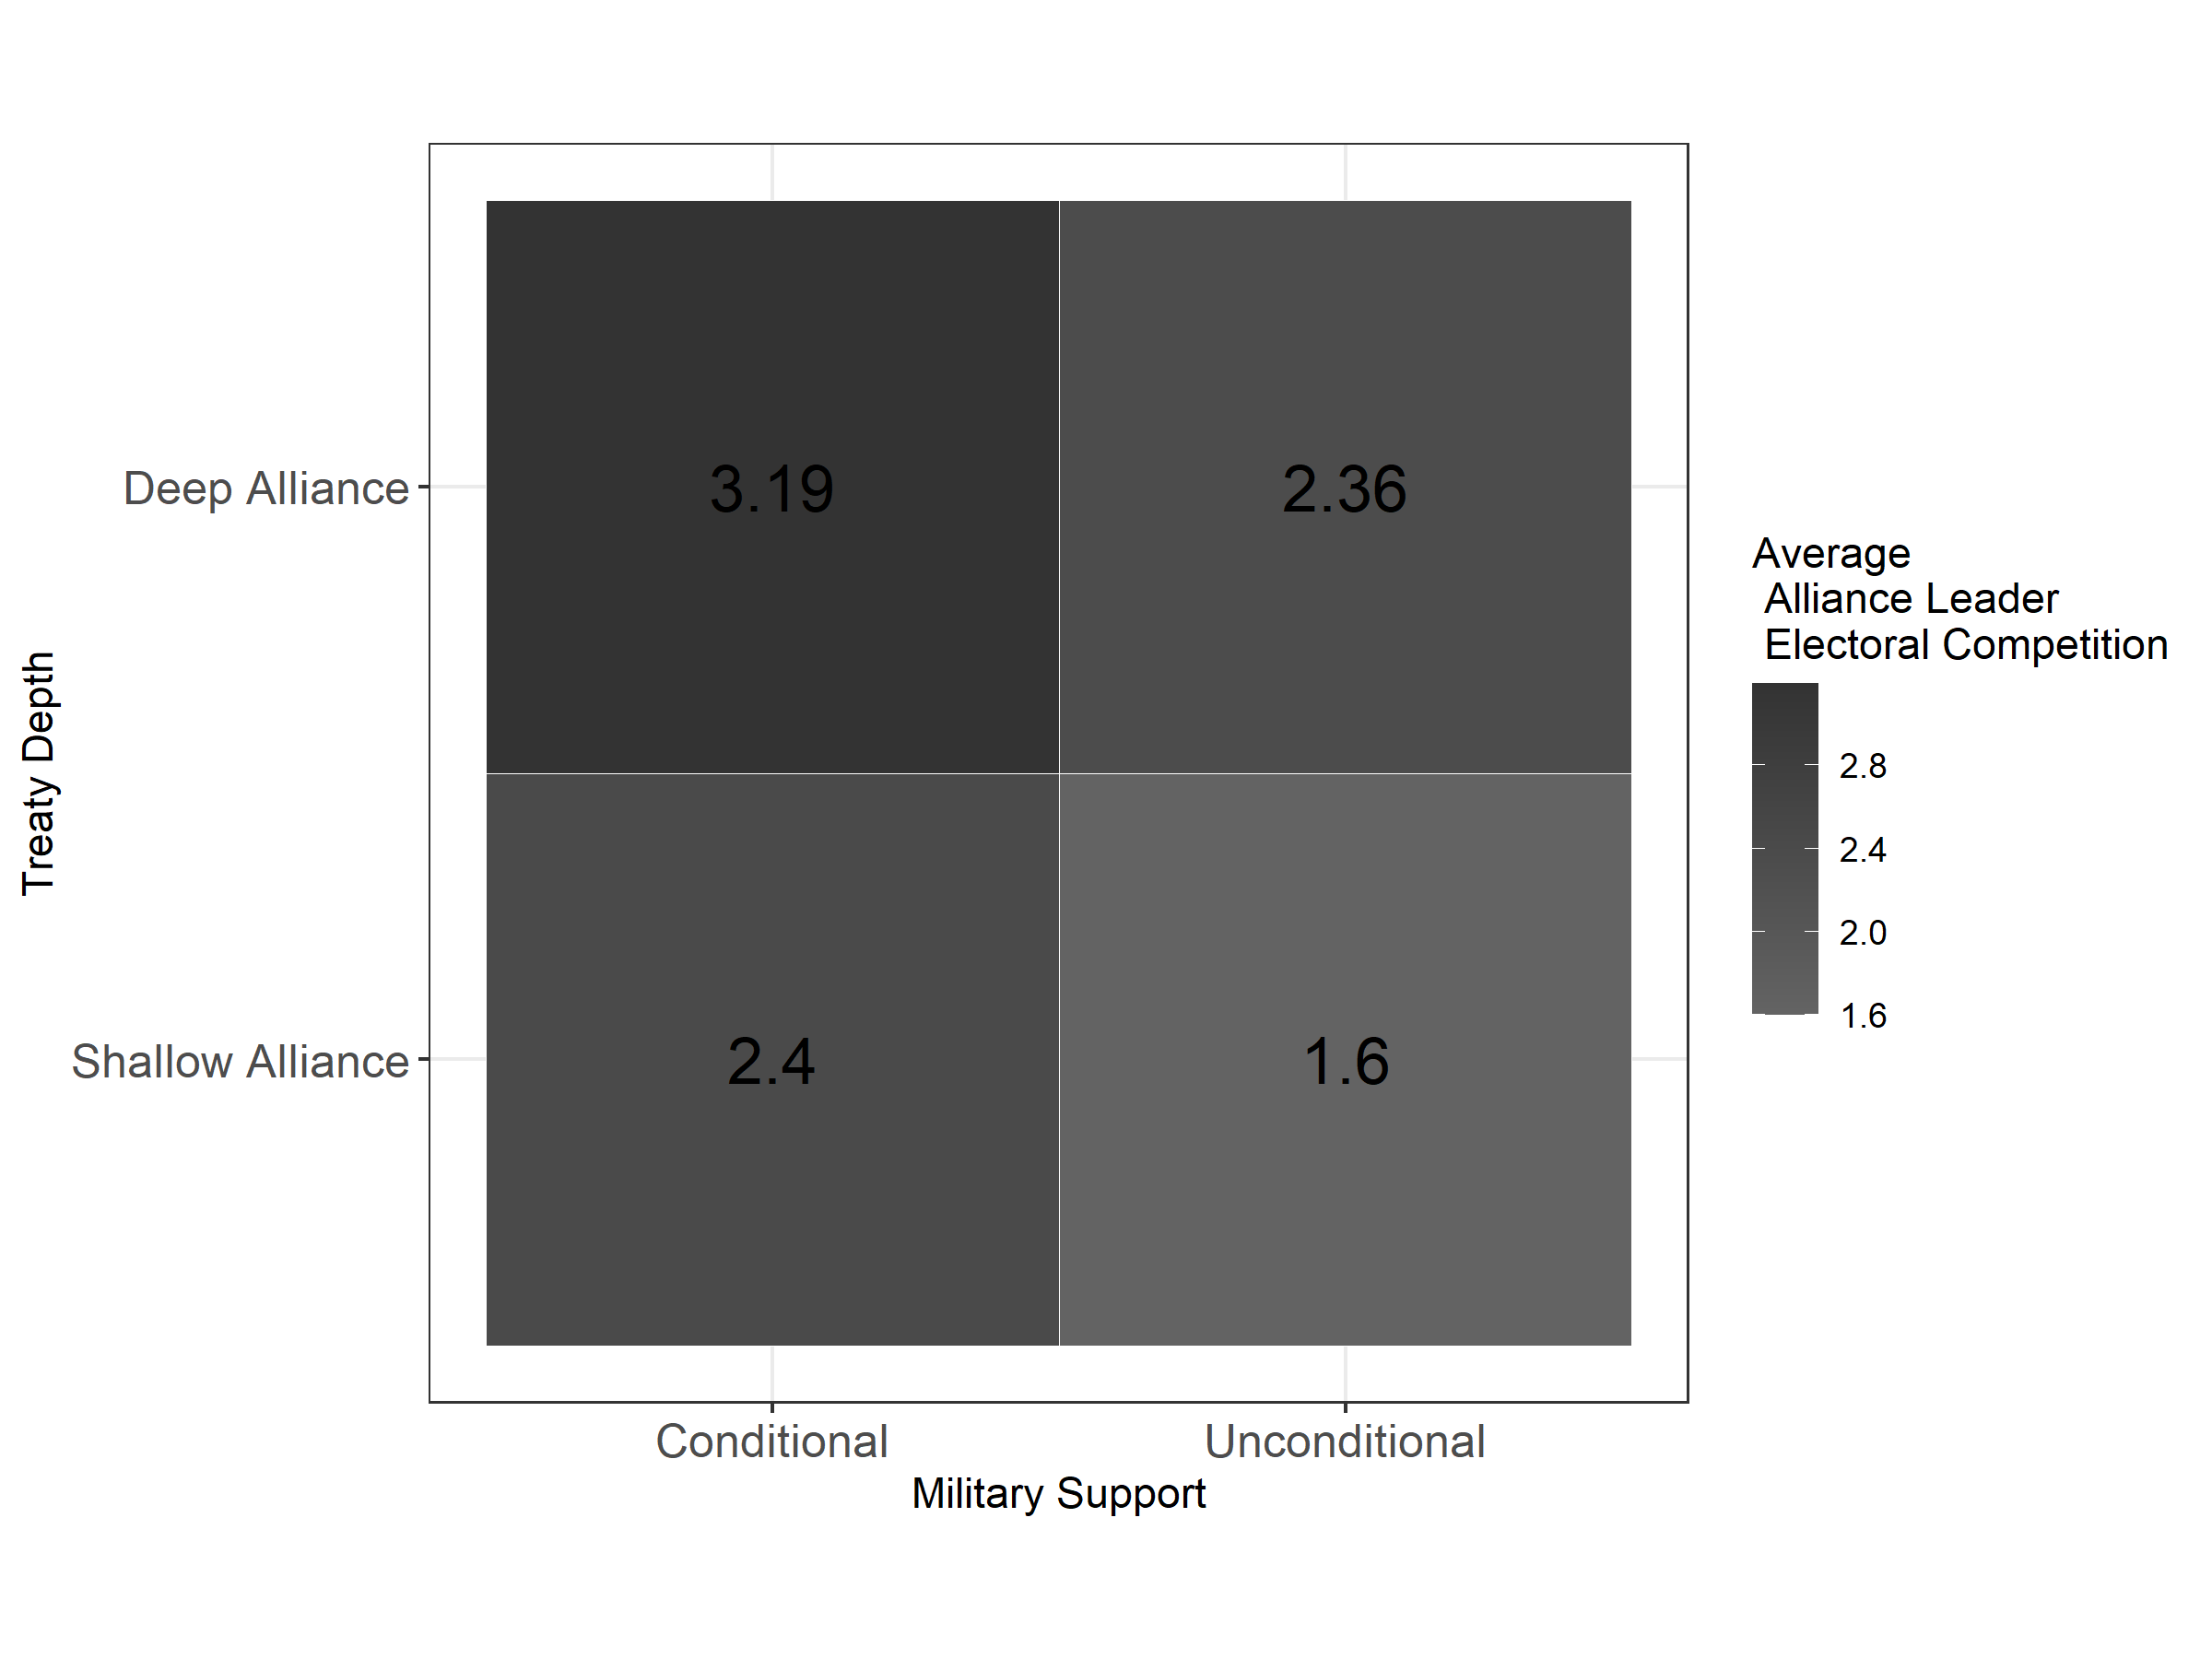 Treaty Depth
Deep Alliance
Shallow Alliance
3.19
2.36
2.4
1.6
Conditional
Unconditional
Military Support
Average
Alliance Leader
Electoral Competition
2.8
2.4
2.0
1.6